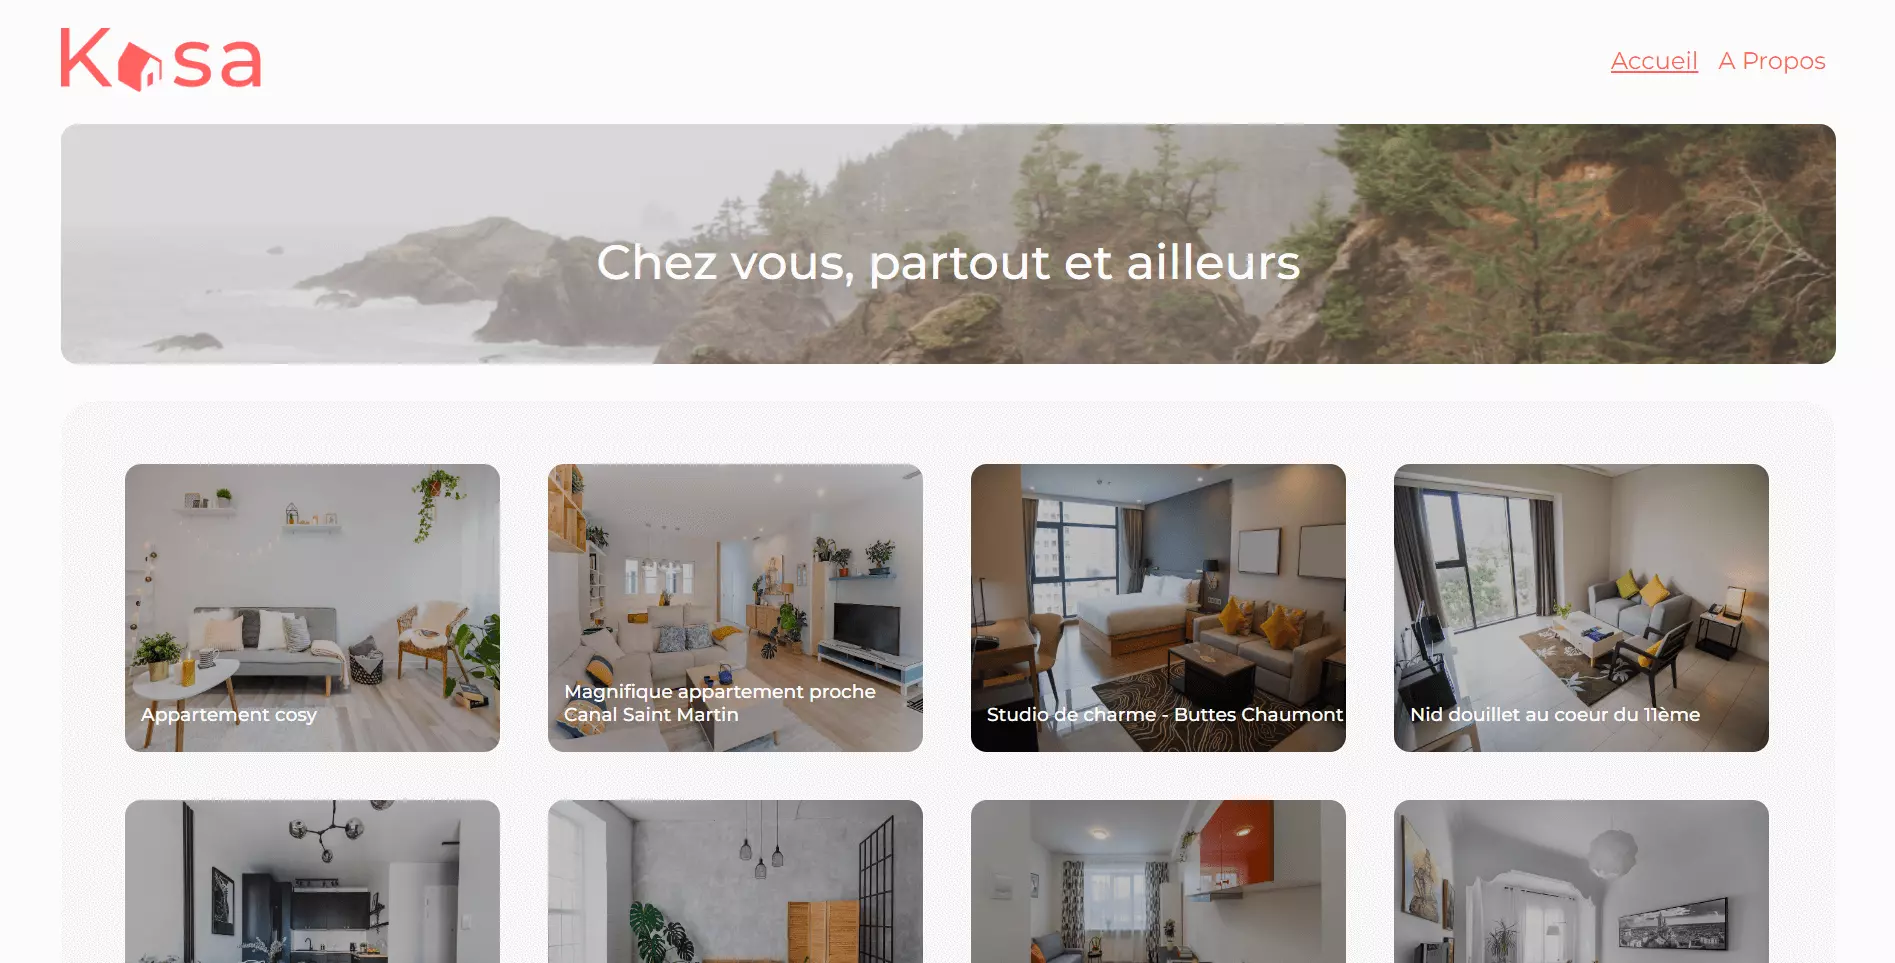 Kasa
Accueil A Propos
Chez vous, partout et ailleurs
Appartement cosy
Magnifique appartement proche
Canal Saint Martin
Studio de charme - Buttes Chaumont
Nid douillet au coeur du 11ème